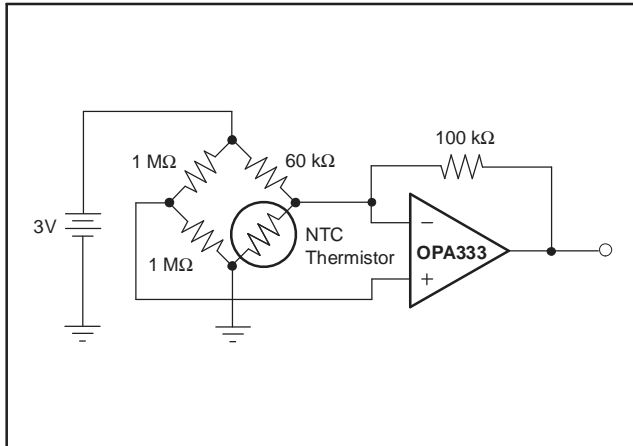 1 MΩ
60 kΩ
100 kΩ
3V
1 MΩ
NTC
Thermistor
−
OPA333
+